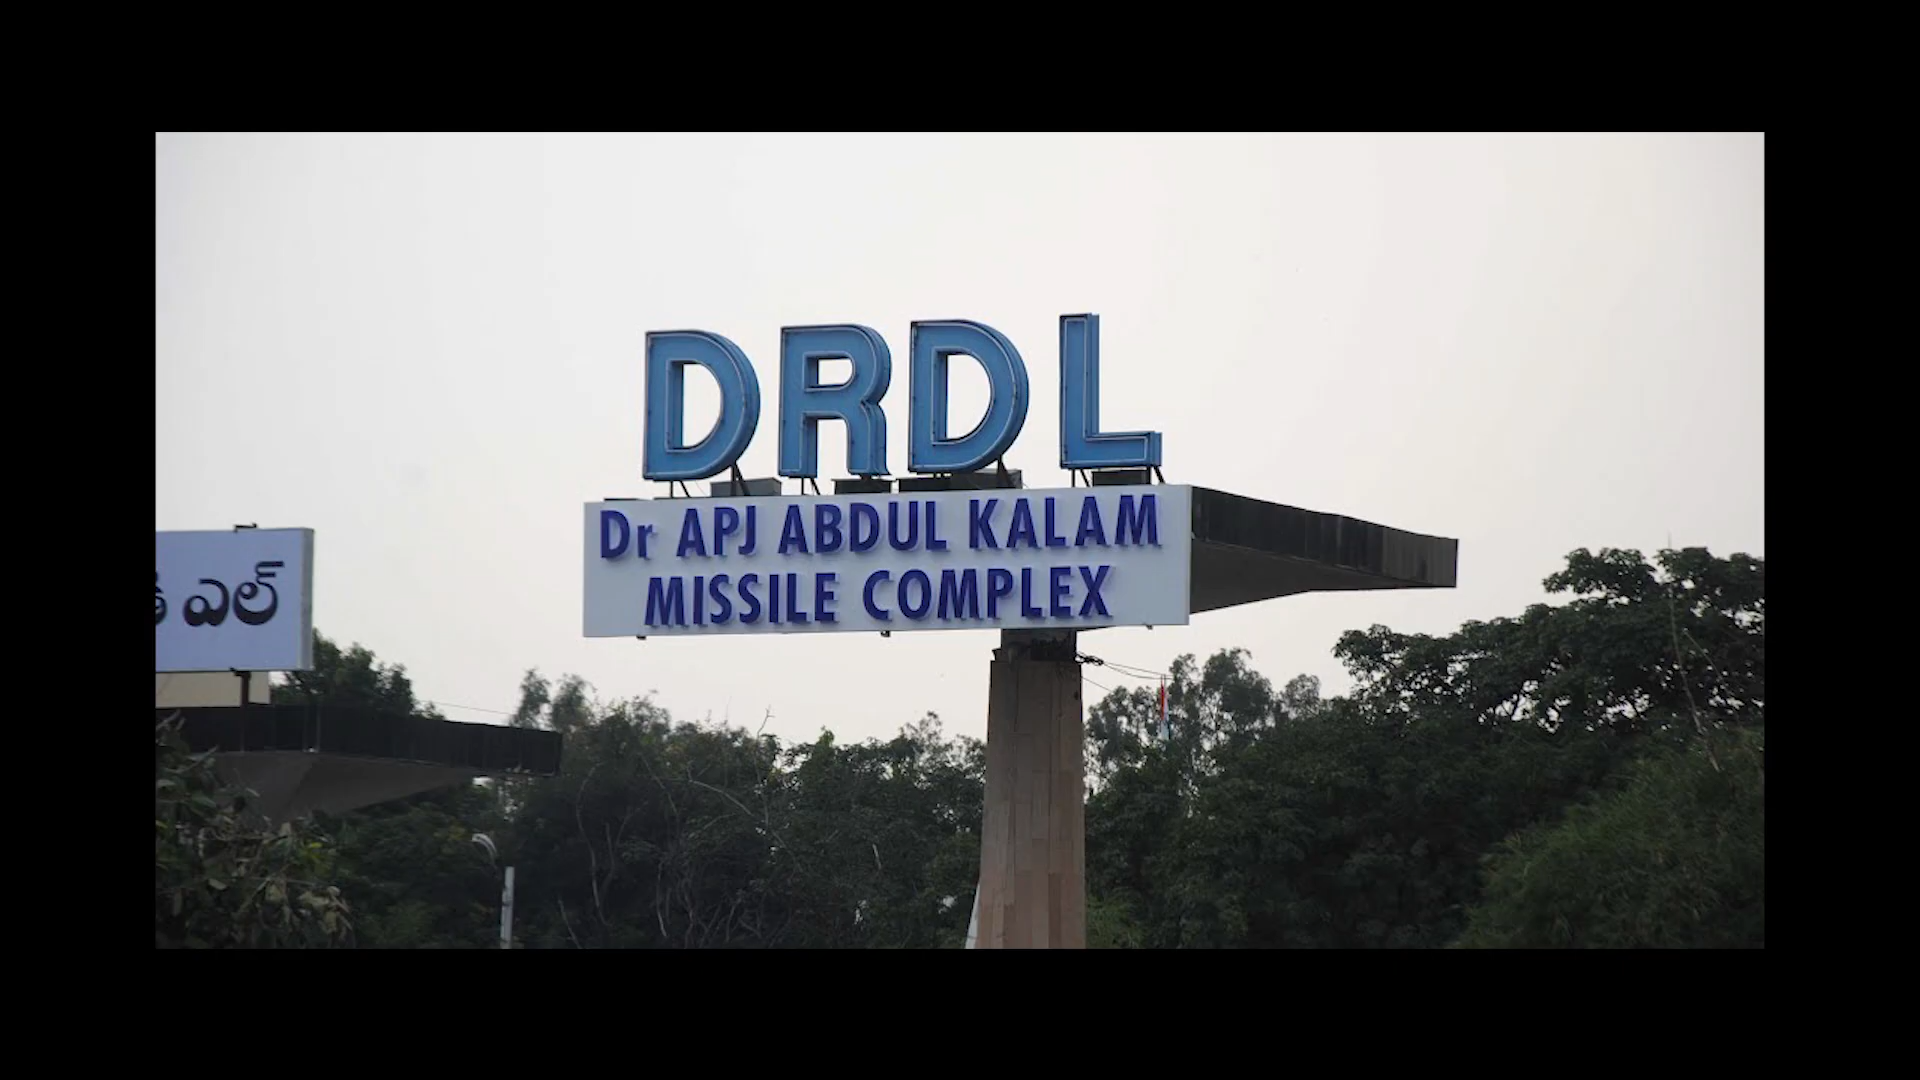 DRDL
Dr APJ ABDUL KALAM
MISSILE COMPLEX
ఎల్